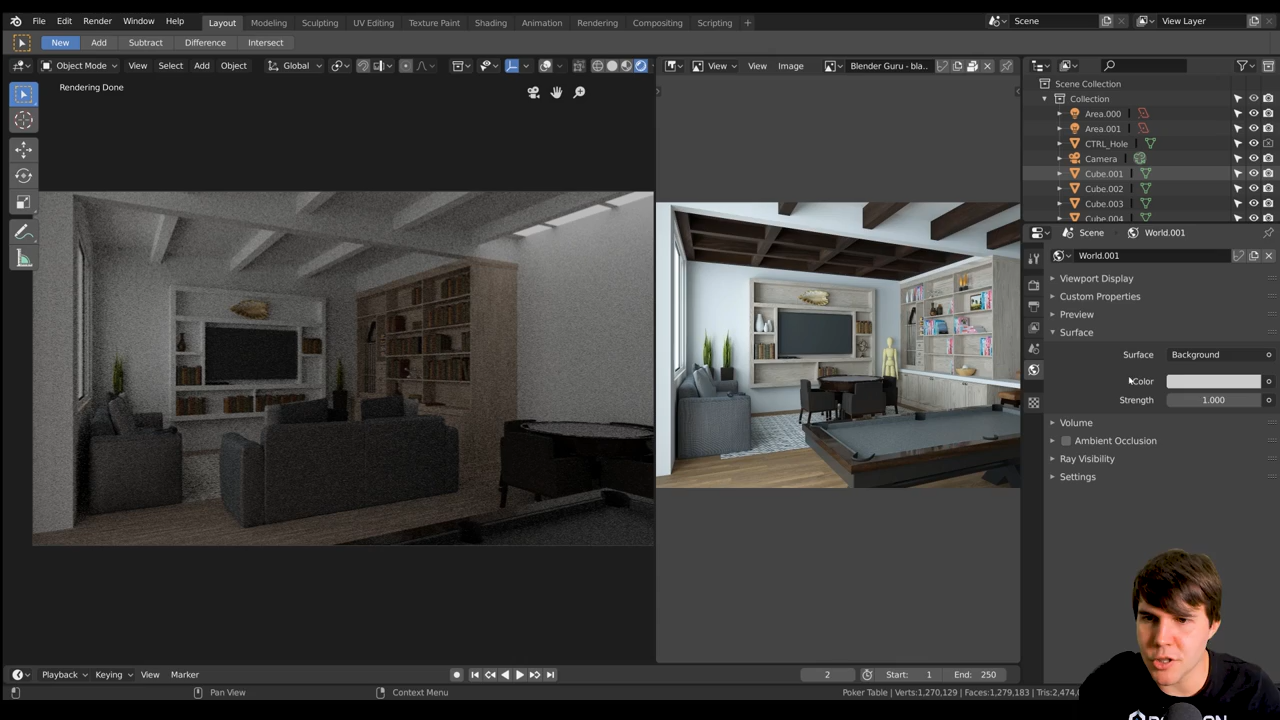 File Edit Render Window Help Layout Modeling Sculpting UV Editing Texture Paint Shading Animation Rendering Compositing Scripting + Scene View Layer
New Add Subtract Difference Intersect
Object Mode View Select Add Object Global View View Image Blender Guru - bla..
Rendering Done
Scene Collection
Collection
Area.000
Area.001
CTRL_Hole
Camera
Cube.001
Cube.002
Cube.003
Cube.004
Scene World.001
World.001
Viewport Display
Custom Properties
Preview
Surface
Surface Background
Color
Strength 1.000
Volume
Ambient Occlusion
Ray Visibility
Settings
Playback Keying View Marker 2 Start: 1 End: 250
Pan View Context Menu Poker Table | Verts:1,270,129 | Faces:1,279,183 | Tris:2,474,